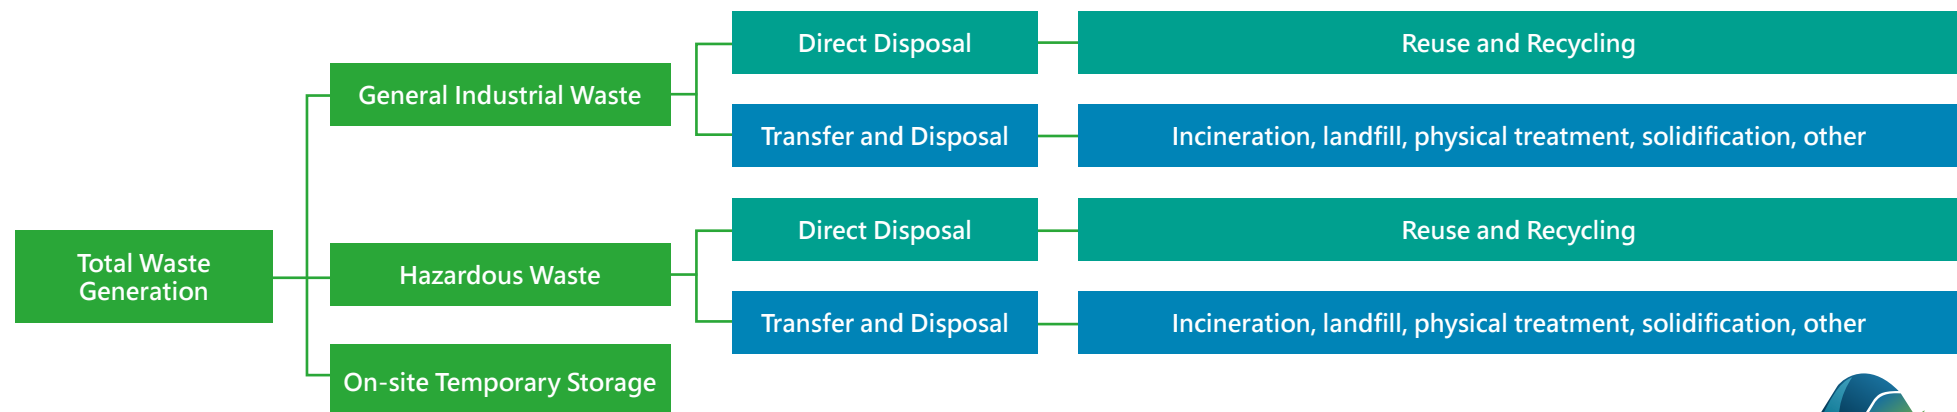 Direct Disposal
Reuse and Recycling
General Industrial Waste
Transfer and Disposal
Incineration, landfill, physical treatment, solidification, other
Direct Disposal
Reuse and Recycling
Total Waste
Generation
Hazardous Waste
Transfer and Disposal
Incineration, landfill, physical treatment, solidification, other
On-site Temporary Storage